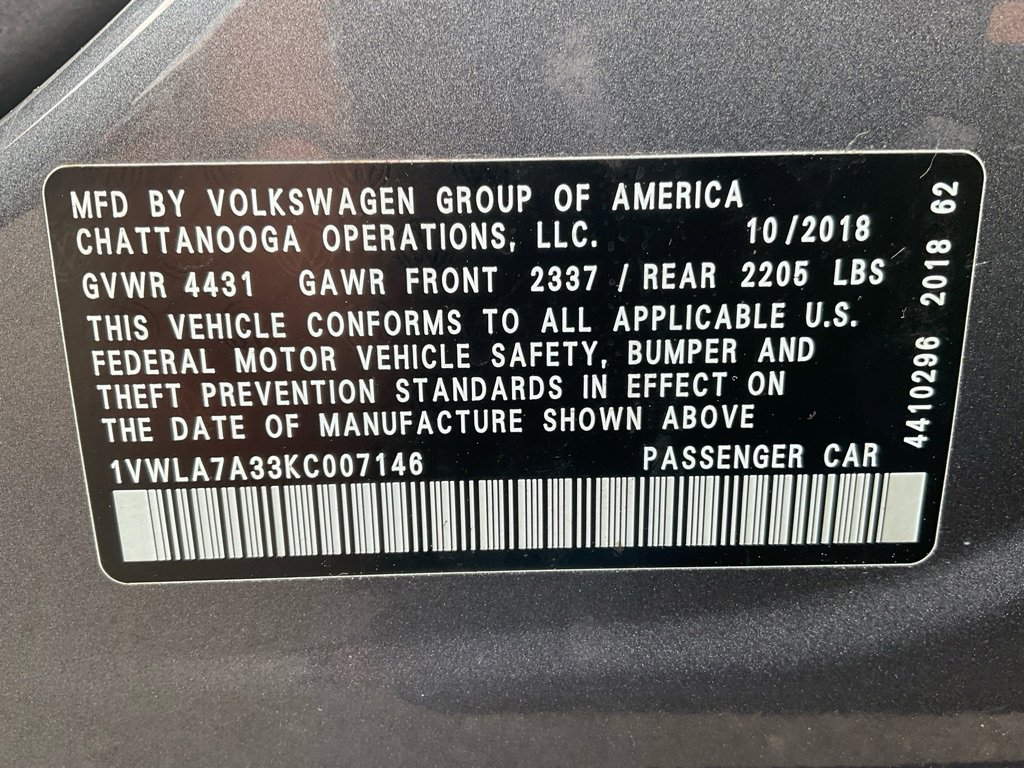 MFD BY VOLKSWAGEN GROUP OF AMERICA
CHATTANOOGA OPERATIONS, LLC. 10/2018
GVWR 4431 GAWR FRONT 2337 / REAR 2205 LBS
THIS VEHICLE CONFORMS TO ALL APPLICABLE U.S.
FEDERAL MOTOR VEHICLE SAFETY, BUMPER AND
THEFT PREVENTION STANDARDS IN EFFECT ON
THE DATE OF MANUFACTURE SHOWN ABOVE
1VWLA7A33KC007146 PASSENGER CAR
44102296 2018 62